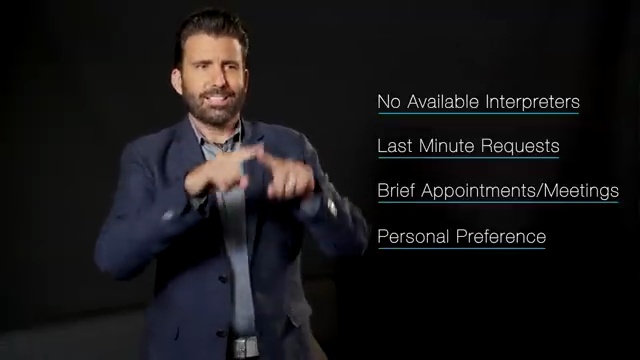 No Available Interpreters
Last Minute Requests
Brief Appointments/Meetings
Personal Preference